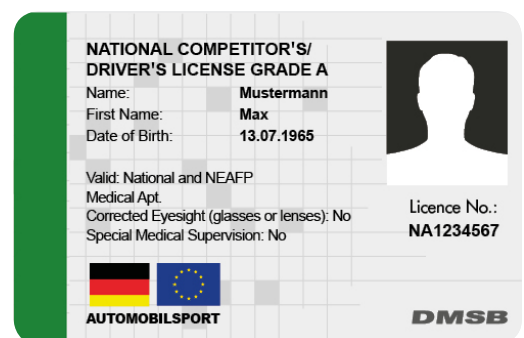 NATIONAL COMPETITOR'S/
DRIVER'S LICENSE GRADE A
Name: Mustermann
First Name: Max
Date of Birth: 13.07.1965
Valid: National and NEAFP
Medical Apt.
Corrected Eyesight (glasses or lenses): No
Special Medical Supervision: No
Licence No.:
NA1234567
AUTOMOBILSPORT
DMSB